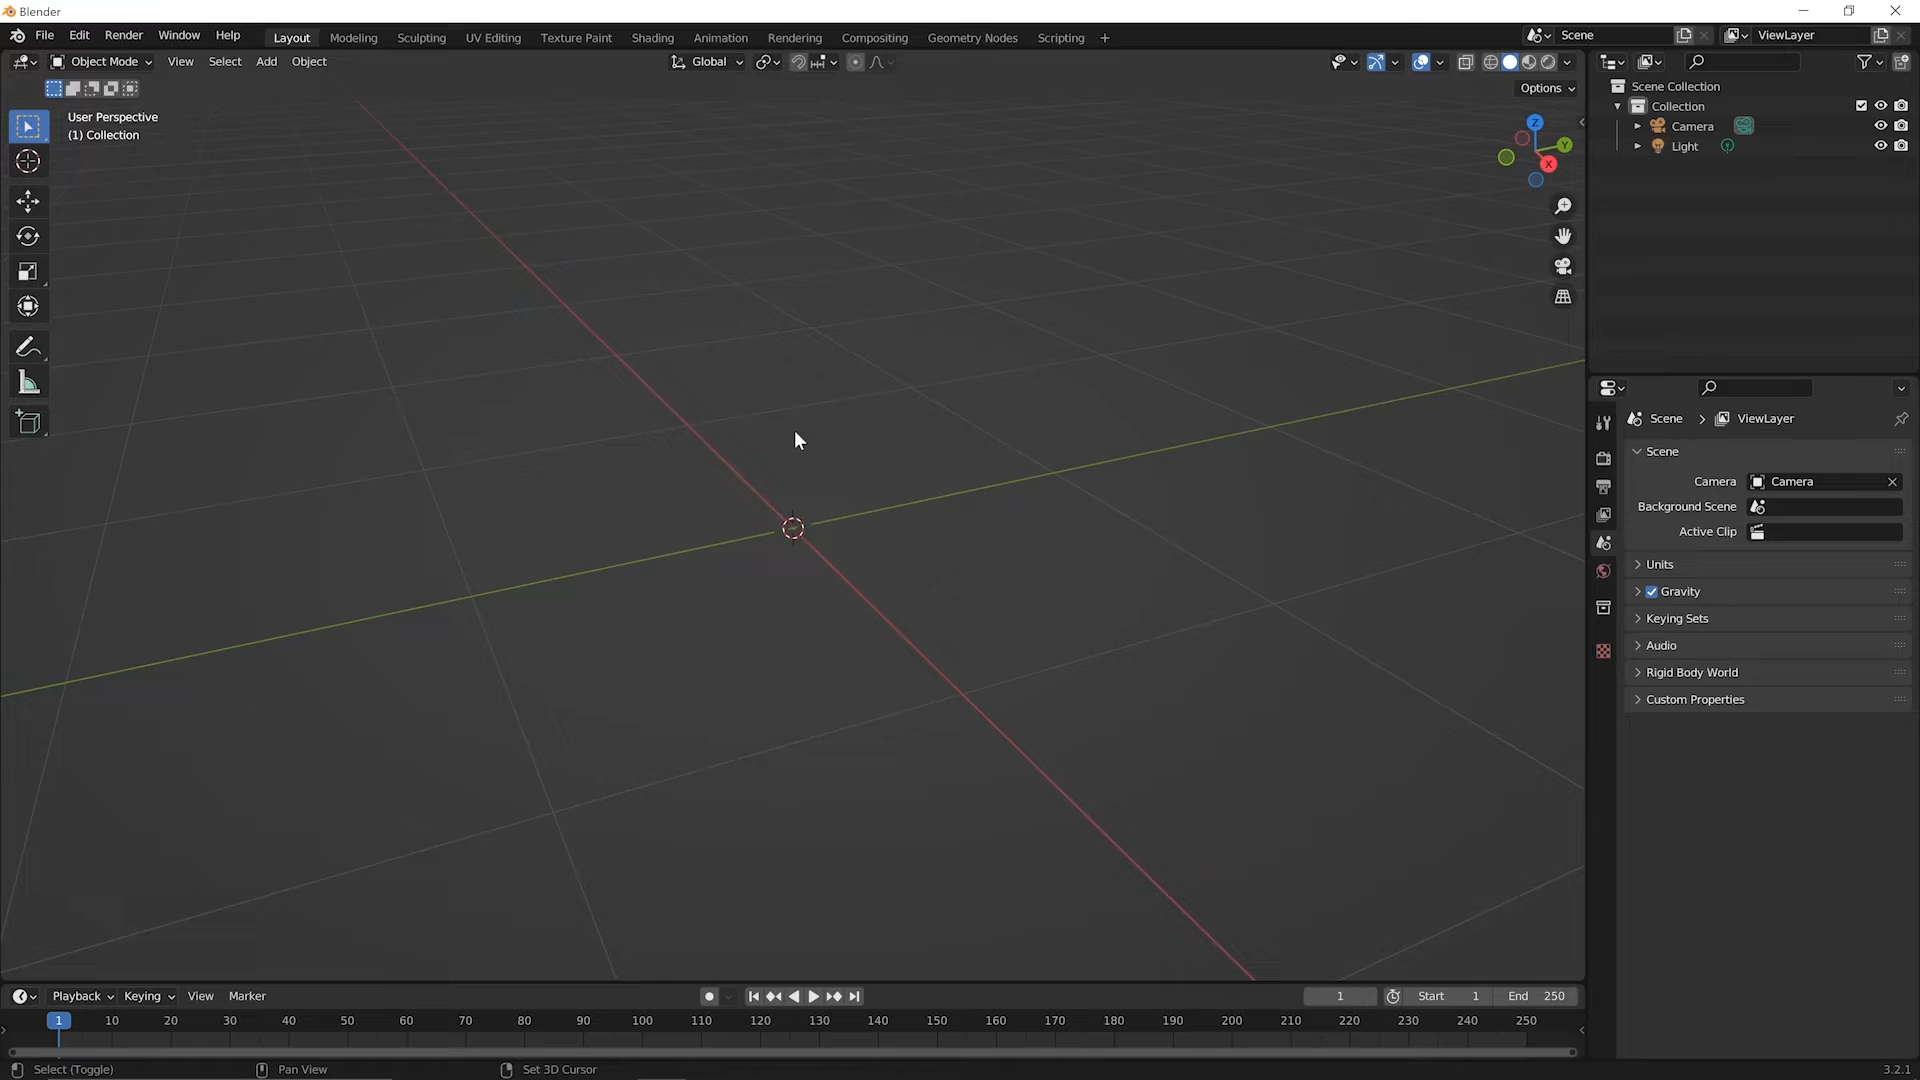 Blender
File Edit Render Window Help Layout Modeling Sculpting UV Editing Texture Paint Shading Animation Rendering Compositing Geometry Nodes Scripting + Scene ViewLayer
Object Mode View Select Add Object Global
Options
User Perspective
(1) Collection
Z
Y
X
Scene Collection
Collection
Camera
Light
Scene > ViewLayer
Scene
Camera Camera
Background Scene
Active Clip
Units
Gravity
Keying Sets
Audio
Rigid Body World
Custom Properties
Playback Keying View Marker 1 Start 1 End 250
1 10 20 30 40 50 60 70 80 90 100 110 120 130 140 150 160 170 180 190 200 210 220 230 240 250
Select (Toggle) Pan View Set 3D Cursor 3.2.1